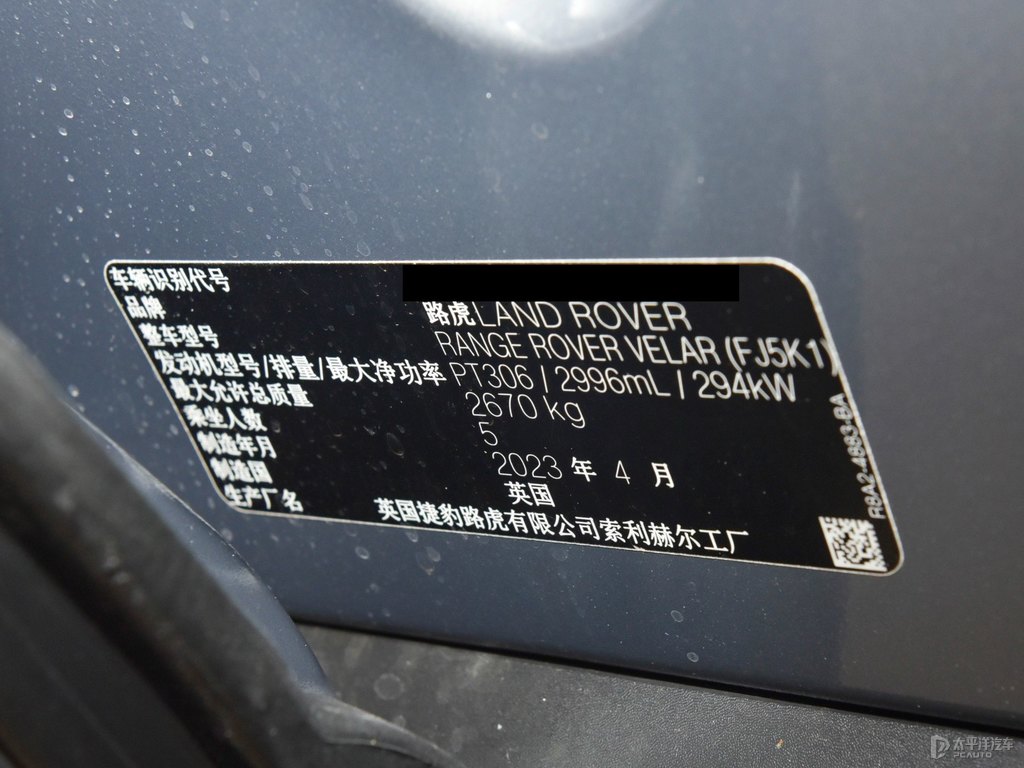 车辆识别代号
品牌 路虎LAND ROVER
整车型号 RANGE ROVER VELAR (FJ5K1)
发动机型号/排量/最大净功率 PT306 / 2996mL / 294kW
最大允许总质量 2670 kg
乘坐人数 5
制造年月 2023 年 4 月
制造国 英国
生产厂名 英国捷豹路虎有限公司索利赫尔工厂
R8A2-4883-BA
太平洋汽车
PCAUTO